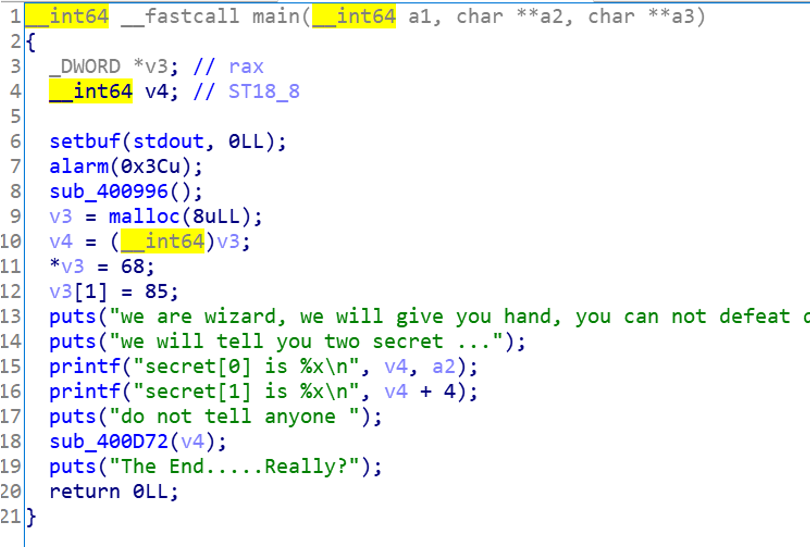 1 __int64 __fastcall main(__int64 a1, char **a2, char **a3)
2 {
3 _DWORD *v3; // rax
4 __int64 v4; // ST18_8
5
6 setbuf(stdout, 0LL);
7 alarm(0x3Cu);
8 sub_400996();
9 v3 = malloc(8uLL);
10 v4 = (__int64)v3;
11 *v3 = 68;
12 v3[1] = 85;
13 puts("we are wizard, we will give you hand, you can not defeat
14 puts("we will tell you two secret ...");
15 printf("secret[0] is %x\n", v4, a2);
16 printf("secret[1] is %x\n", v4 + 4);
17 puts("do not tell anyone ");
18 sub_400D72(v4);
19 puts("The End.....Really?");
20 return 0LL;
21 }